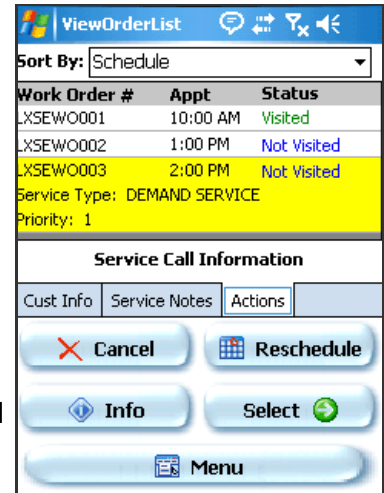 ViewOrderList
Sort By: Schedule
Work Order # Appt Status
LXSEWO001 10:00 AM Visited
LXSEWO002 1:00 PM Not Visited
LXSEWO003 2:00 PM Not Visited
Service Type: DEMAND SERVICE
Priority: 1
Service Call Information
Cust Info Service Notes Actions
Cancel Reschedule
Info Select
Menu